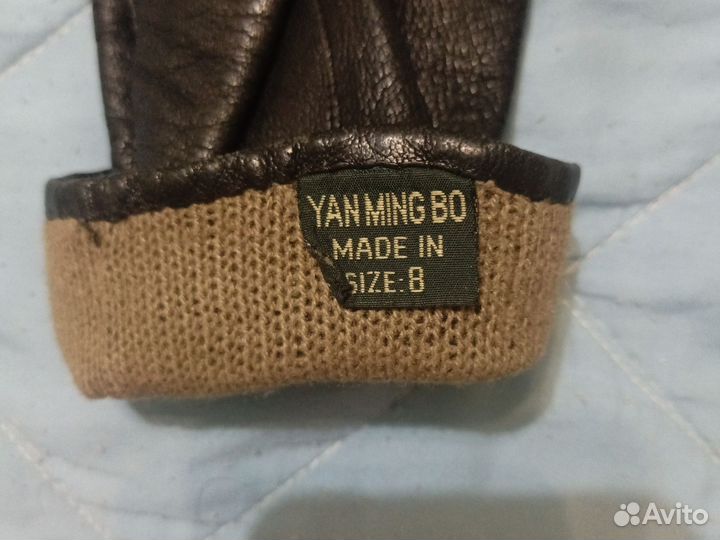 YAN MING BO
MADE IN
SIZE: 8
Avito